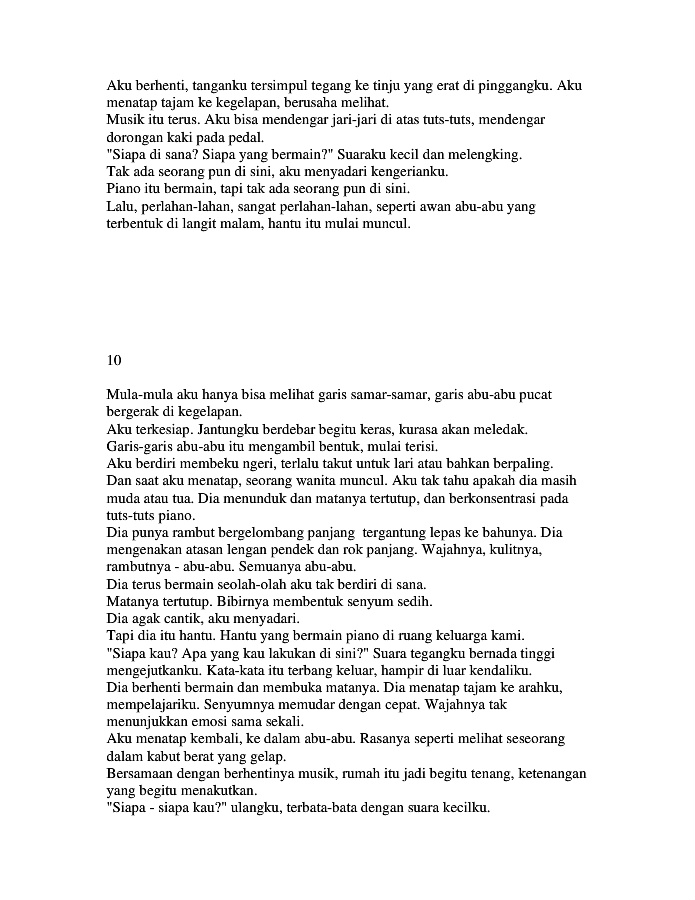 Aku berhenti, tanganku tersimpul tegang ke tinju yang erat di pinggangku. Aku
menatap tajam ke kegelapan, berusaha melihat.
Musik itu terus. Aku bisa mendengar jari-jari di atas tuts-tuts, mendengar
dorongan kaki pada pedal.
"Siapa di sana? Siapa yang bermain?" Suaraku kecil dan melengking.
Tak ada seorang pun di sini, aku menyadari kengerianku.
Piano itu bermain, tapi tak ada seorang pun di sini.
Lalu, perlahan-lahan, sangat perlahan-lahan, seperti awan abu-abu yang
terbentuk di langit malam, hantu itu mulai muncul.
10
Mula-mula aku hanya bisa melihat garis samar-samar, garis abu-abu pucat
bergerak di kegelapan.
Aku terkesiap. Jantungku berdebar begitu keras, kurasa akan meledak.
Garis-garis abu-abu itu mengambil bentuk, mulai terisi.
Aku berdiri membeku ngeri, terlalu takut untuk lari atau bahkan berpaling.
Dan saat aku menatap, seorang wanita muncul. Aku tak tahu apakah dia masih
muda atau tua. Dia menunduk dan matanya tertutup, dan berkonsentrasi pada
tuts-tuts piano.
Dia punya rambut bergelombang panjang  tergantung lepas ke bahunya. Dia
mengenakan atasan lengan pendek dan rok panjang. Wajahnya, kulitnya,
rambutnya - abu-abu. Semuanya abu-abu.
Dia terus bermain seolah-olah aku tak berdiri di sana.
Matanya tertutup. Bibirnya membentuk senyum sedih.
Dia agak cantik, aku menyadari.
Tapi dia itu hantu. Hantu yang bermain piano di ruang keluarga kami.
"Siapa kau? Apa yang kau lakukan di sini?" Suara tegangku bernada tinggi
mengejutkanku. Kata-kata itu terbang keluar, hampir di luar kendaliku.
Dia berhenti bermain dan membuka matanya. Dia menatap tajam ke arahku,
mempelajariku. Senyumnya memudar dengan cepat. Wajahnya tak
menunjukkan emosi sama sekali.
Aku menatap kembali, ke dalam abu-abu. Rasanya seperti melihat seseorang
dalam kabut berat yang gelap.
Bersamaan dengan berhentinya musik, rumah itu jadi begitu tenang, ketenangan
yang begitu menakutkan.
"Siapa - siapa kau?" ulangku, terbata-bata dengan suara kecilku.